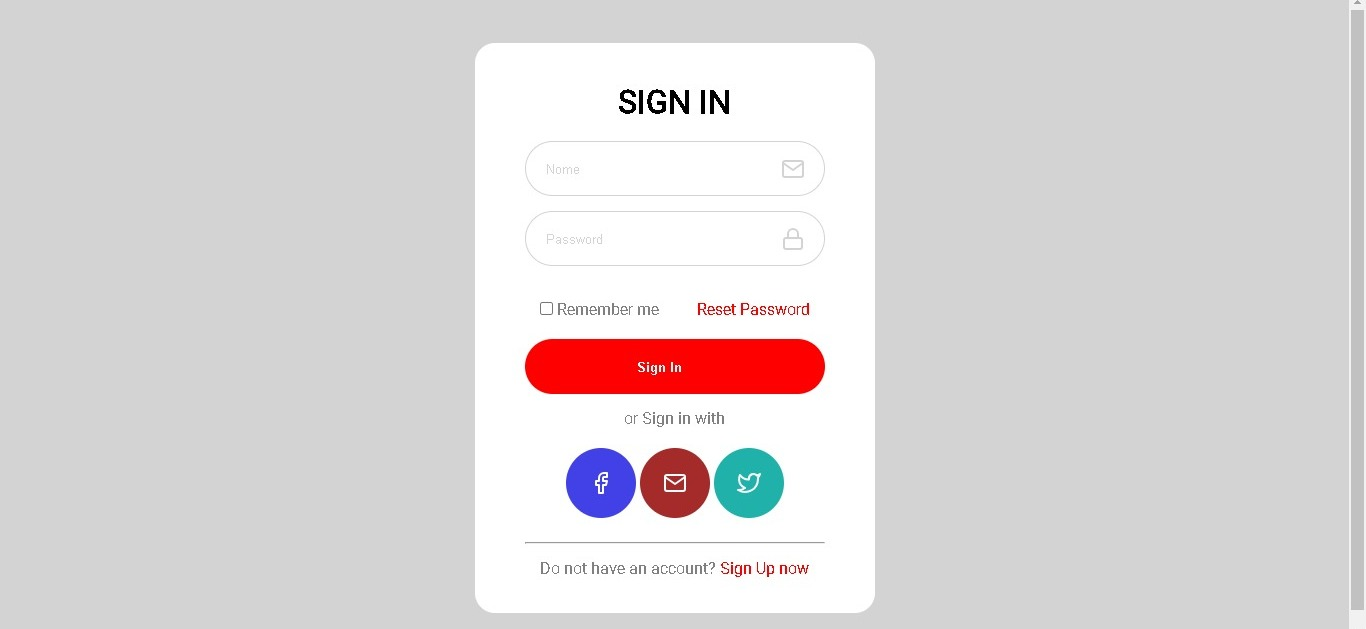 SIGN IN
Nome
Password
Remember me Reset Password
Sign In
or Sign in with
Do not have an account? Sign Up now